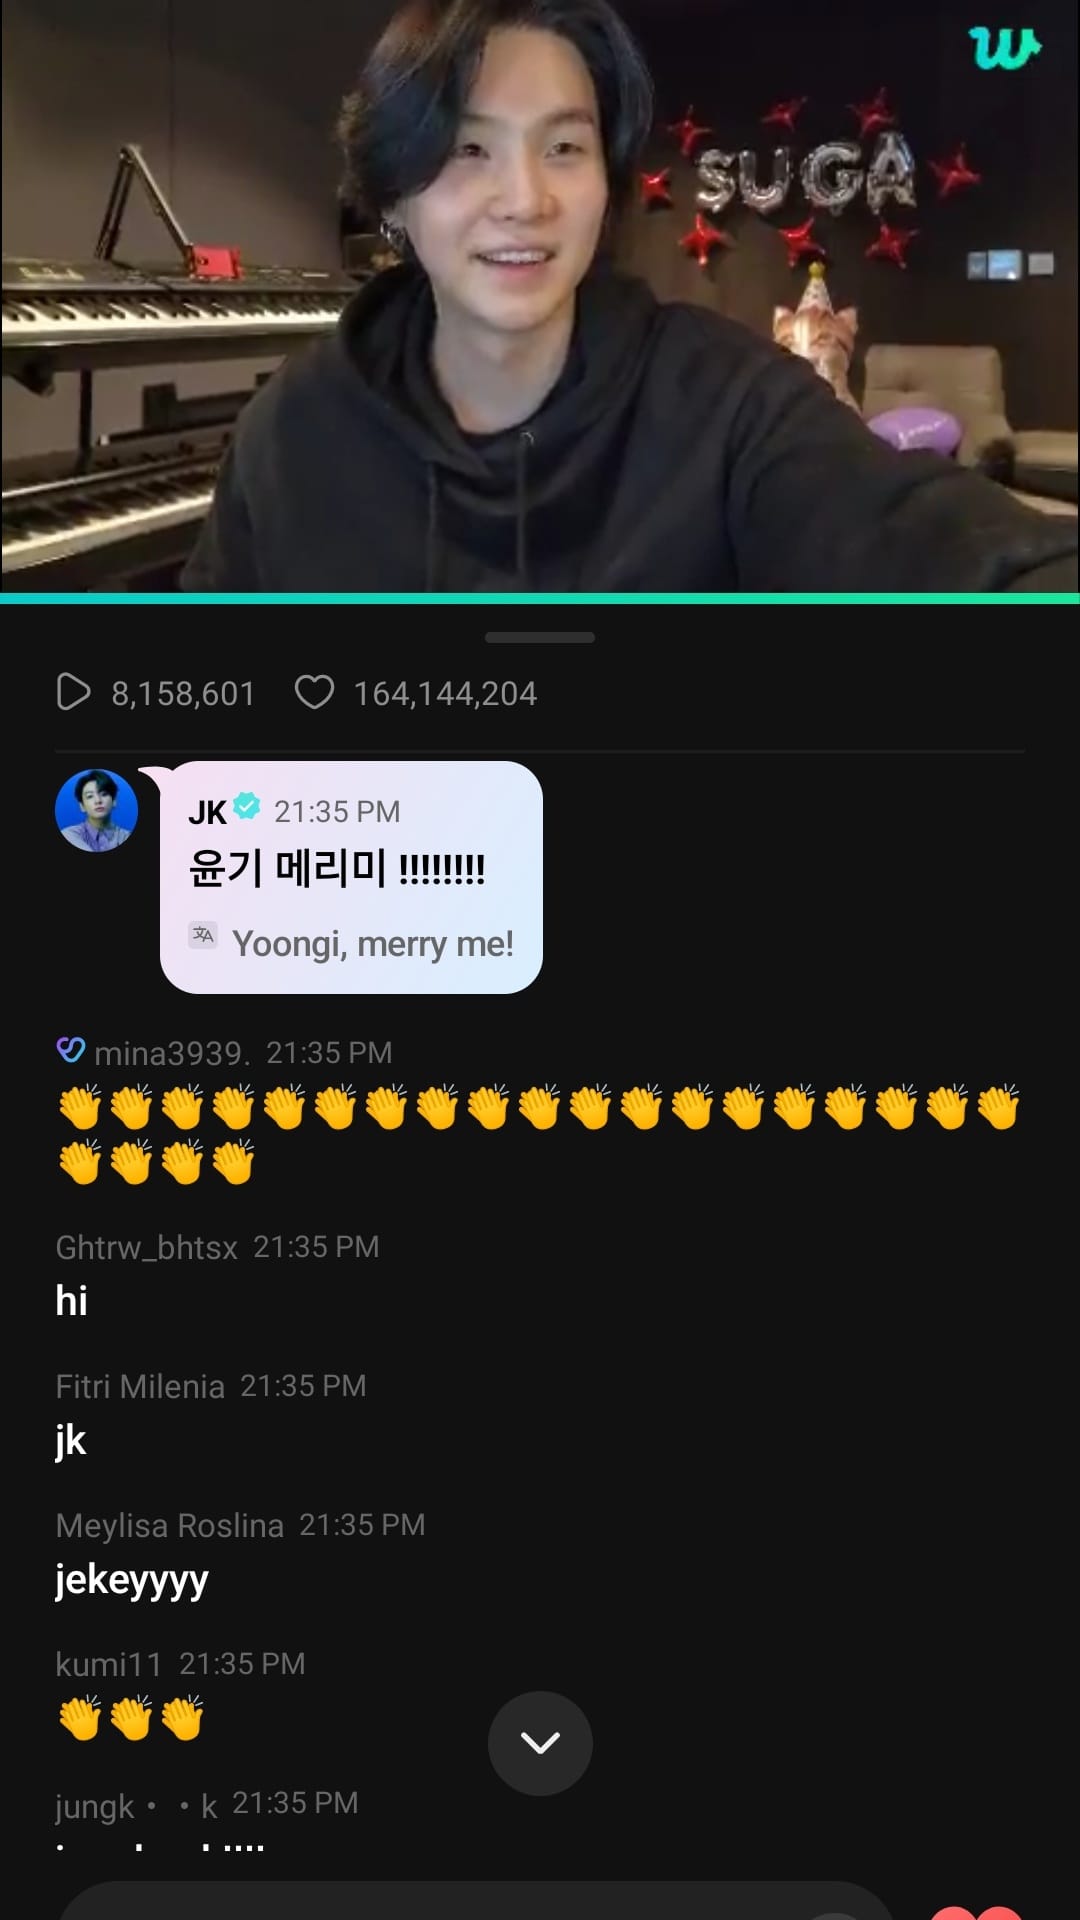 SUGA
8,158,601 164,144,204
JK 21:35 PM
윤기 메리미 !!!!!!!!
Yoongi, merry me!
mina3939. 21:35 PM
Ghtrw_bhtsx 21:35 PM
hi
Fitri Milenia 21:35 PM
jk
Meylisa Roslina 21:35 PM
jekeyyyy
kumi11 21:35 PM
jungk・ ・k 21:35 PM